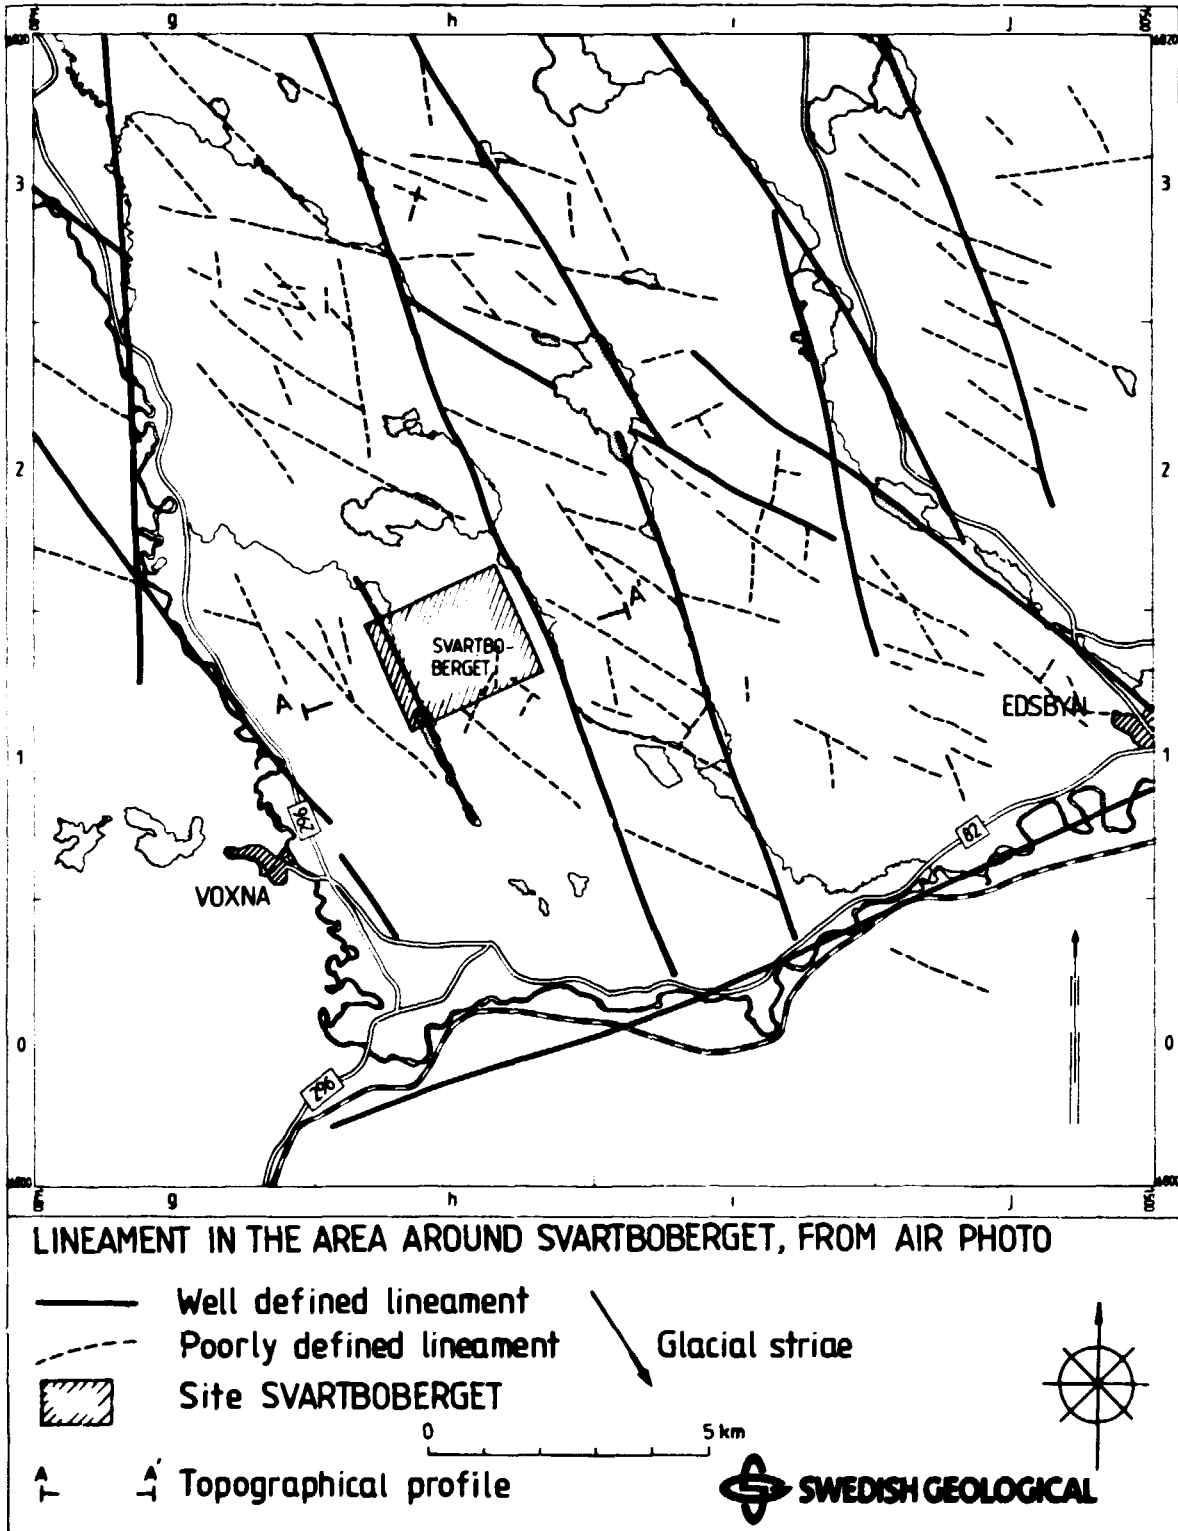 g h i j
6820 6820
3 3
2 2
A'
SVARTBO-
BERGET
A
EDSBYN
1 1
296
82
VOXNA
0 0
296
g h i j
LINEAMENT IN THE AREA AROUND SVARTBOBERGET, FROM AIR PHOTO
Well defined lineament
Poorly defined lineament
Glacial striae
Site SVARTBOBERGET
0 5 km
A A' Topographical profile
SWEDISH GEOLOGICAL